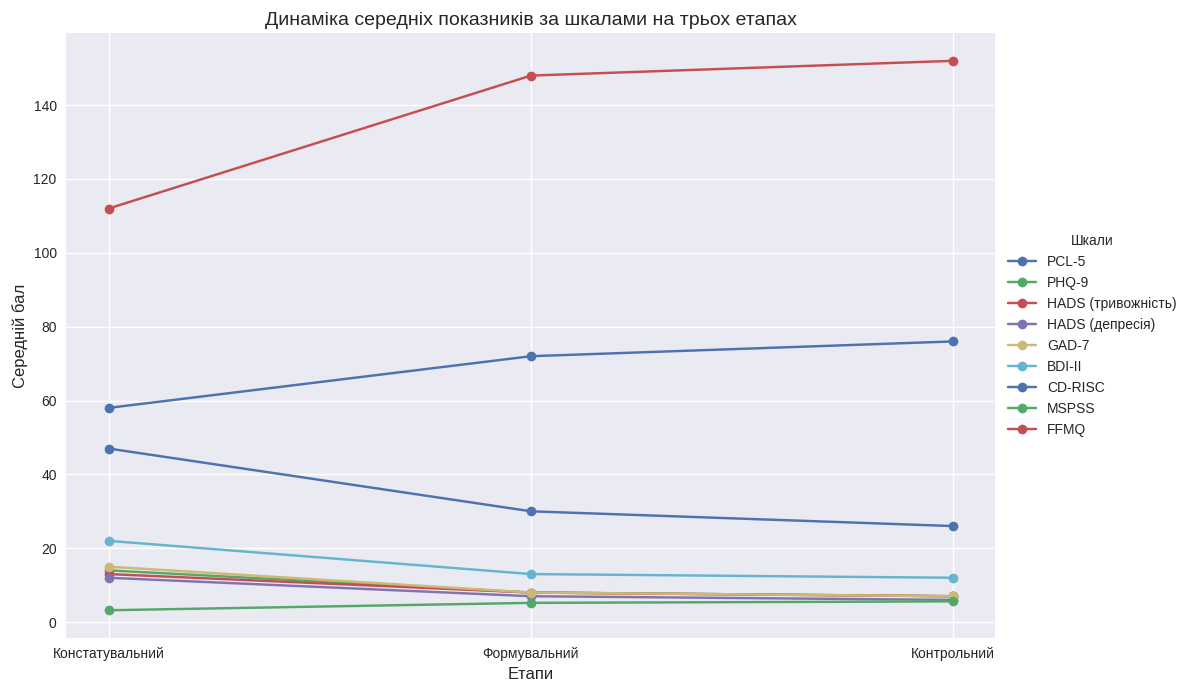 Динаміка середніх показників за шкалами на трьох етапах
Середній бал
140
120
100
80
60
40
20
0
Констатувальний
Формувальний
Контрольний
Етапи
Шкали
PCL-5
PHQ-9
HADS (тривожність)
HADS (депресія)
GAD-7
BDI-II
CD-RISC
MSPSS
FFMQ